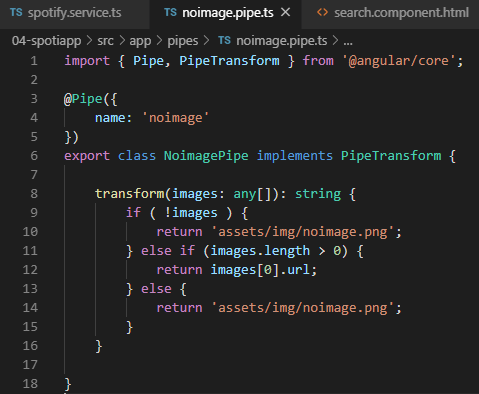 TS spotify.service.ts TS noimage.pipe.ts × <> search.component.html
04-spotiapp > src > app > pipes > TS noimage.pipe.ts > ...
1 import { Pipe, PipeTransform } from '@angular/core';
2
3 @Pipe({
4     name: 'noimage'
5 })
6 export class NoimagePipe implements PipeTransform {
7
8     transform(images: any[]): string {
9         if ( !images ) {
10             return 'assets/img/noimage.png';
11         } else if (images.length > 0) {
12             return images[0].url;
13         } else {
14             return 'assets/img/noimage.png';
15         }
16     }
17
18 }